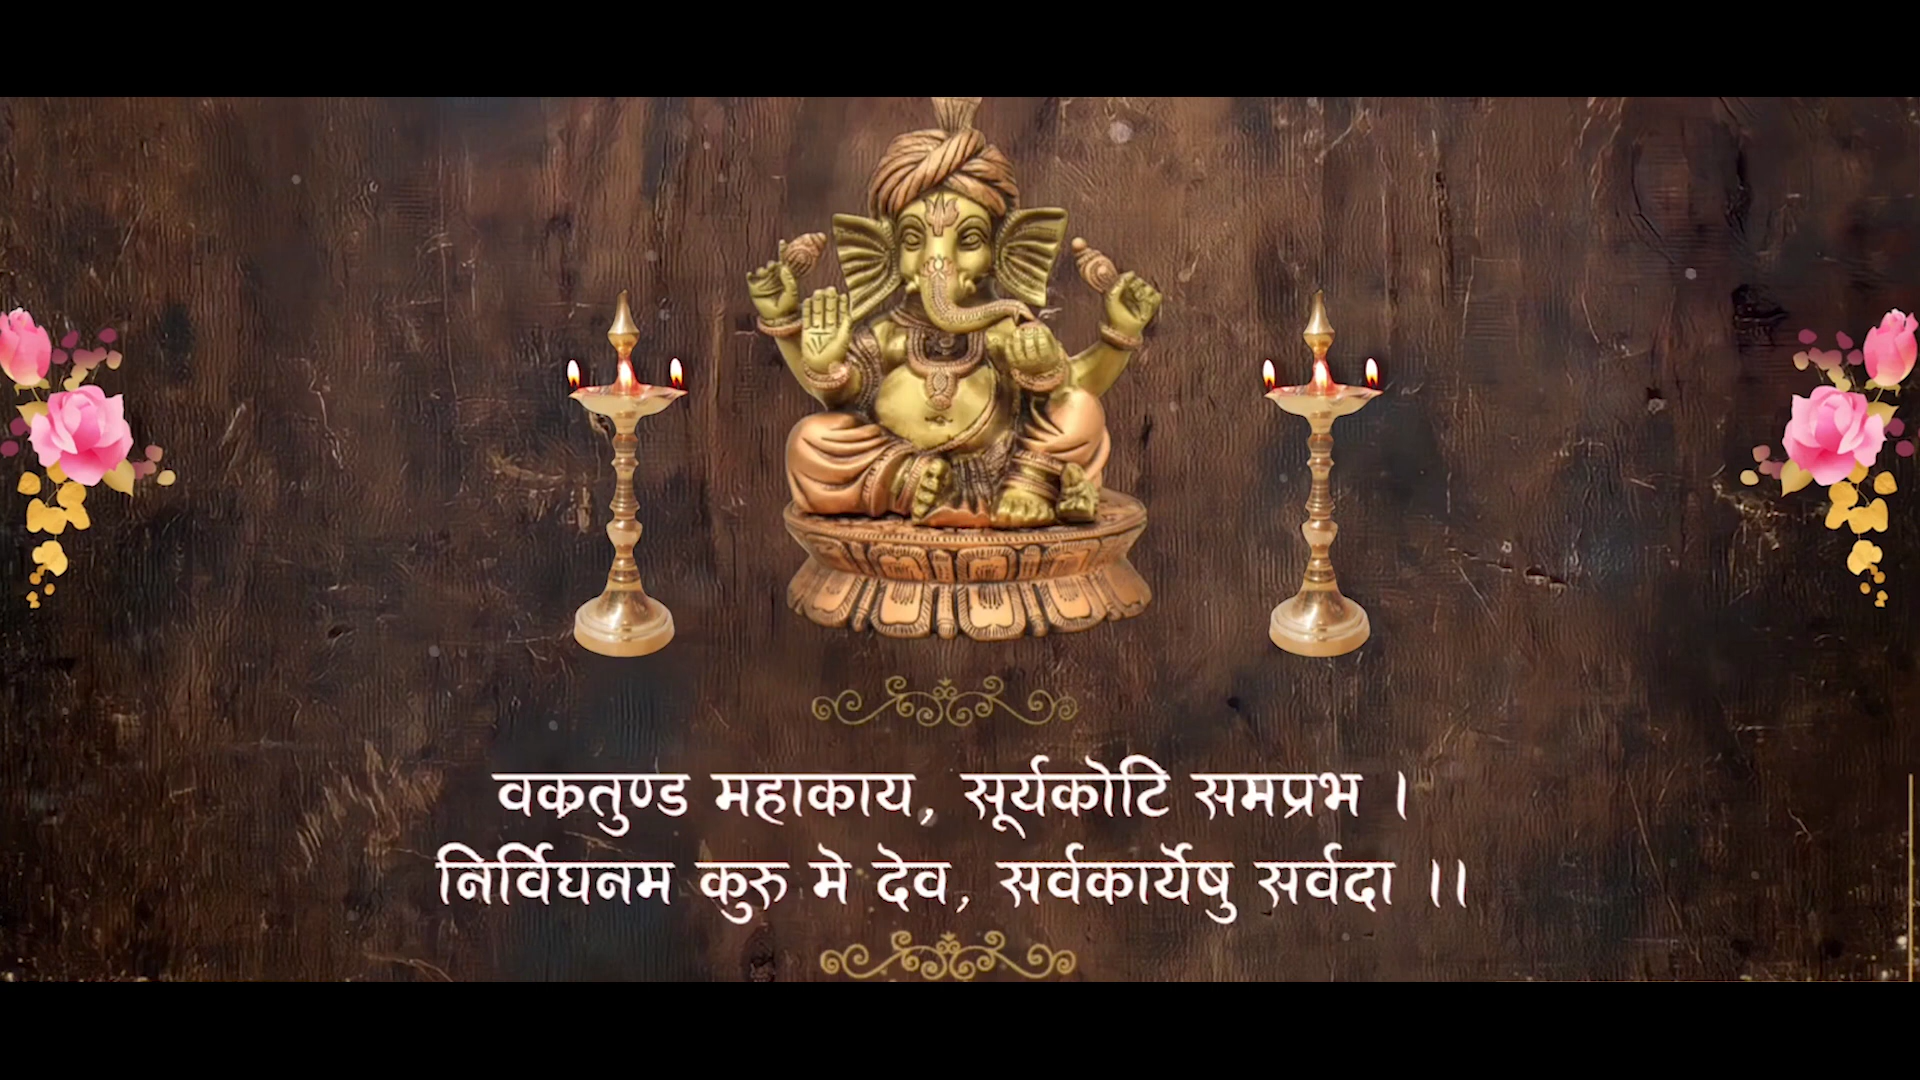 वक्रतुण्ड महाकाय, सूर्यकोटि समप्रभ ।
निर्विघनम कुरु मे देव, सर्वकार्येषु सर्वदा ।।